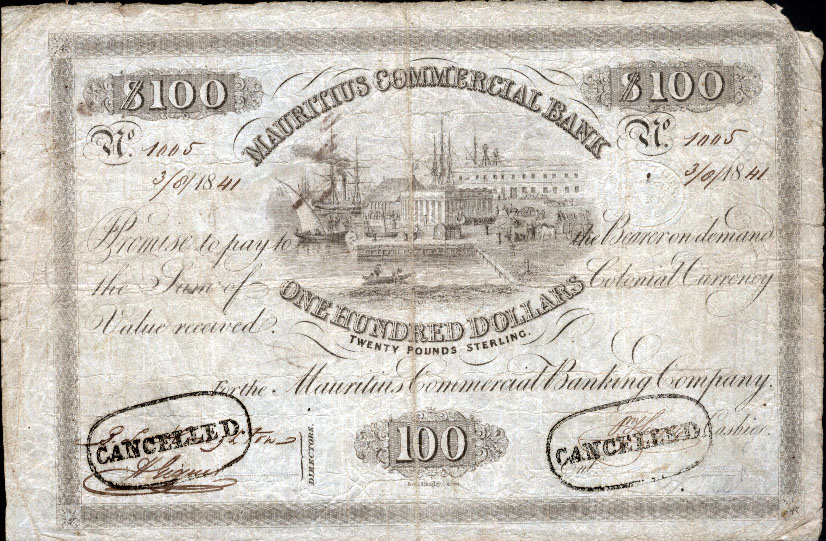 $100 MAURITIUS COMMERCIAL BANK $100
No. 1005 No. 1005
3/8/1841 3/8/1841
Promise to pay to the Bearer on demand
the Sum of Colonial Currency
ONE HUNDRED DOLLARS
Value received.
TWENTY POUNDS STERLING.
For the Mauritius Commercial Banking Company.
CANCELLED. DIRECTORS. 100 CANCELLED. Cashier.